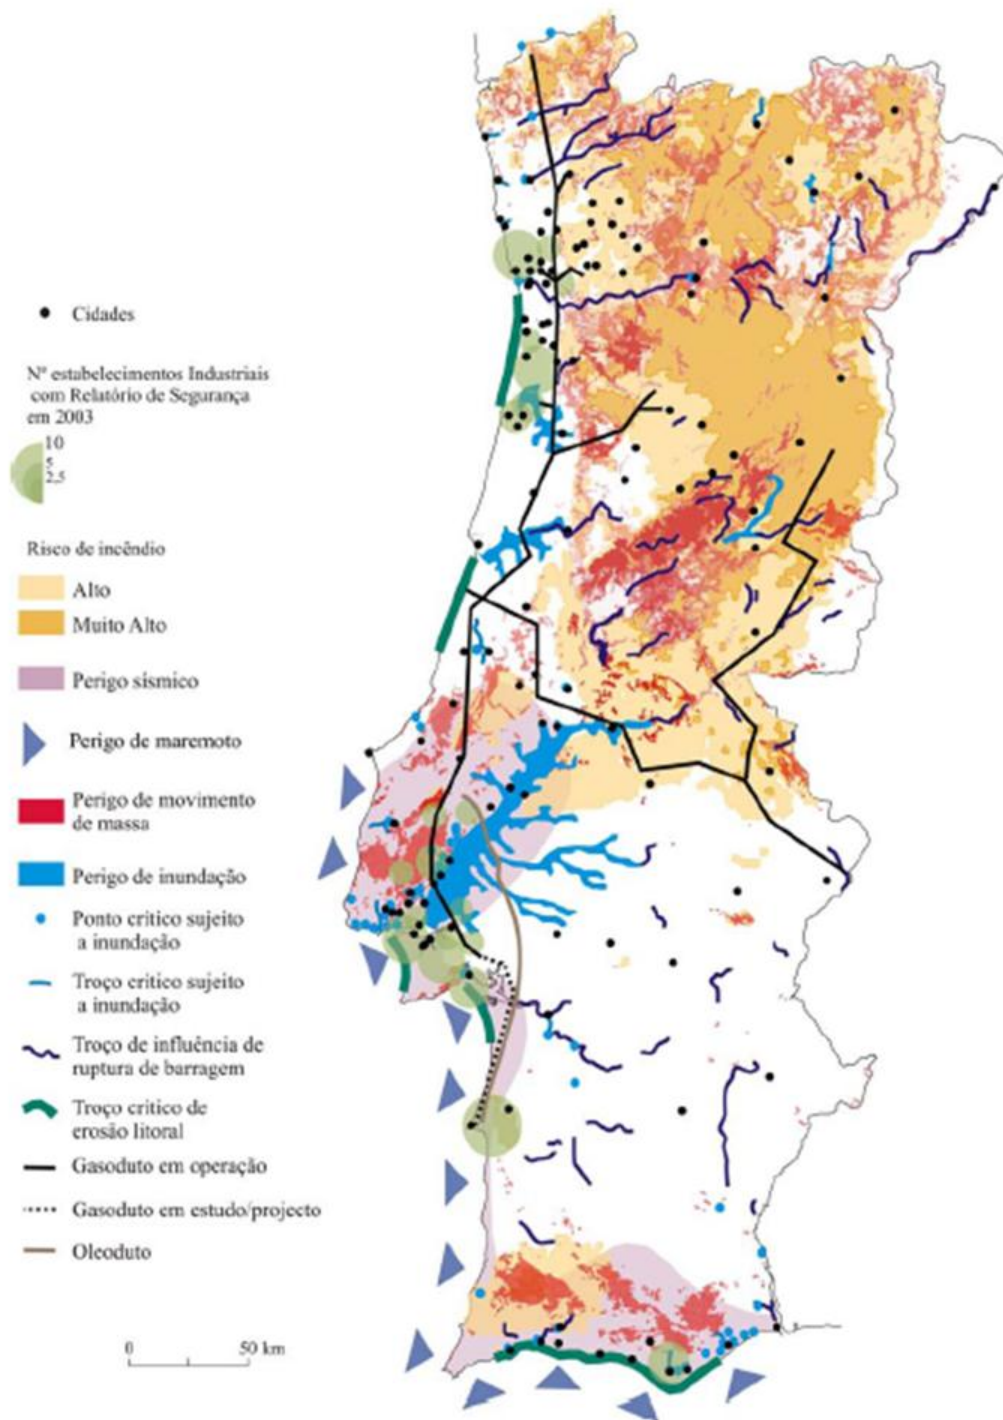 Cidades
Nº estabelecimentos Industriais
com Relatório de Segurança
em 2003
10
5
2,5
Risco de incêndio
Alto
Muito Alto
Perigo sísmico
Perigo de maremoto
Perigo de movimento
de massa
Perigo de inundação
Ponto critico sujeito
a inundação
Troço critico sujeito
a inundação
Troço de influência de
ruptura de barragem
Troço critico de
erosão litoral
Gasoduto em operação
Gasoduto em estudo/projecto
Oleoduto
0 50 km